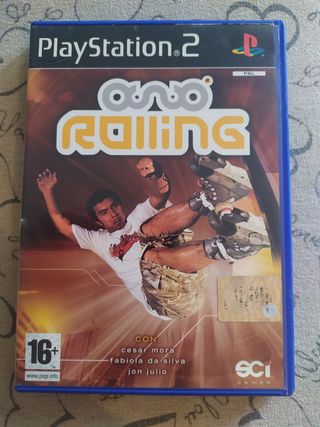 PlayStation®2
PAL
ROLLING
CON
cesar mora
fabiola da silva
jon julio
16+
www.pegi.info
SCi
GAMES